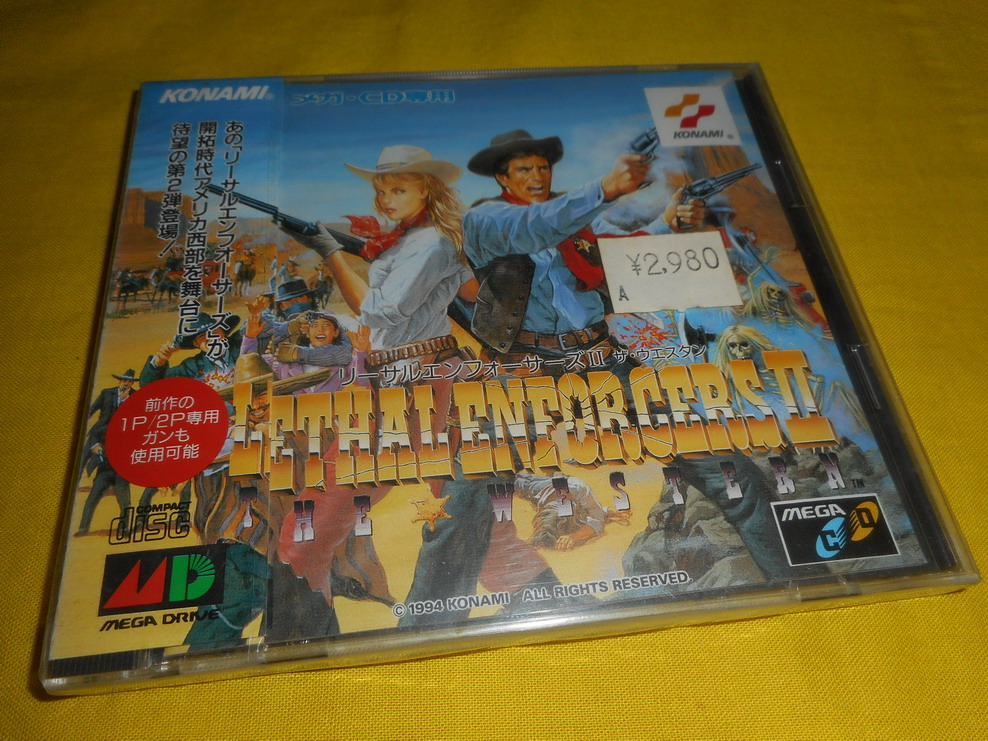 KONAMI®
メガ・CD専用
KONAMI®
あの、「リーサルエンフォーサーズ」が、
開拓時代アメリカ西部を舞台に
待望の第2弾登場！
¥2,980
A
リーサルエンフォーサーズII ザ・ウエスタン
LETHAL ENFORCERS II
THE WESTERN™
前作の
1P/2P専用
ガンも
使用可能
COMPACT
disc
MEGA
CD
MD
MEGA DRIVE
© 1994 KONAMI ALL RIGHTS RESERVED.